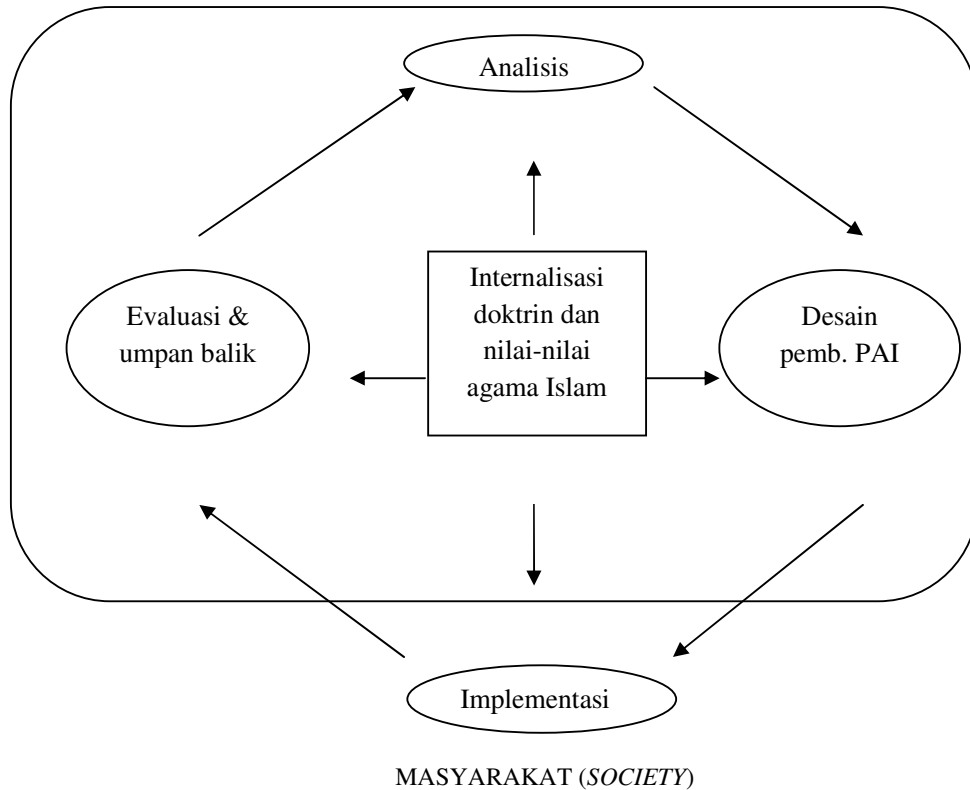 Analisis
Internalisasi
doktrin dan
nilai-nilai
agama Islam
Evaluasi &
umpan balik
Desain
pemb. PAI
Implementasi
MASYARAKAT (SOCIETY)